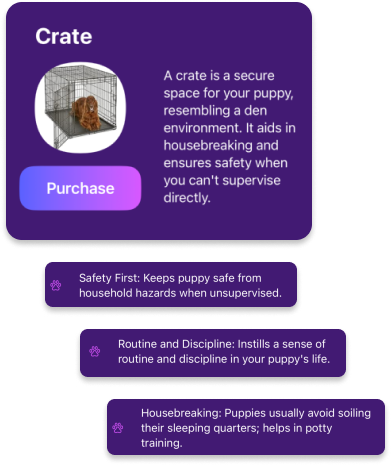 Crate
A crate is a secure
space for your puppy,
resembling a den
environment. It aids in
housebreaking and
ensures safety when
you can't supervise
directly.
Purchase
Safety First: Keeps puppy safe from
household hazards when unsupervised.
Routine and Discipline: Instills a sense of
routine and discipline in your puppy's life.
Housebreaking: Puppies usually avoid soiling
their sleeping quarters; helps in potty
training.